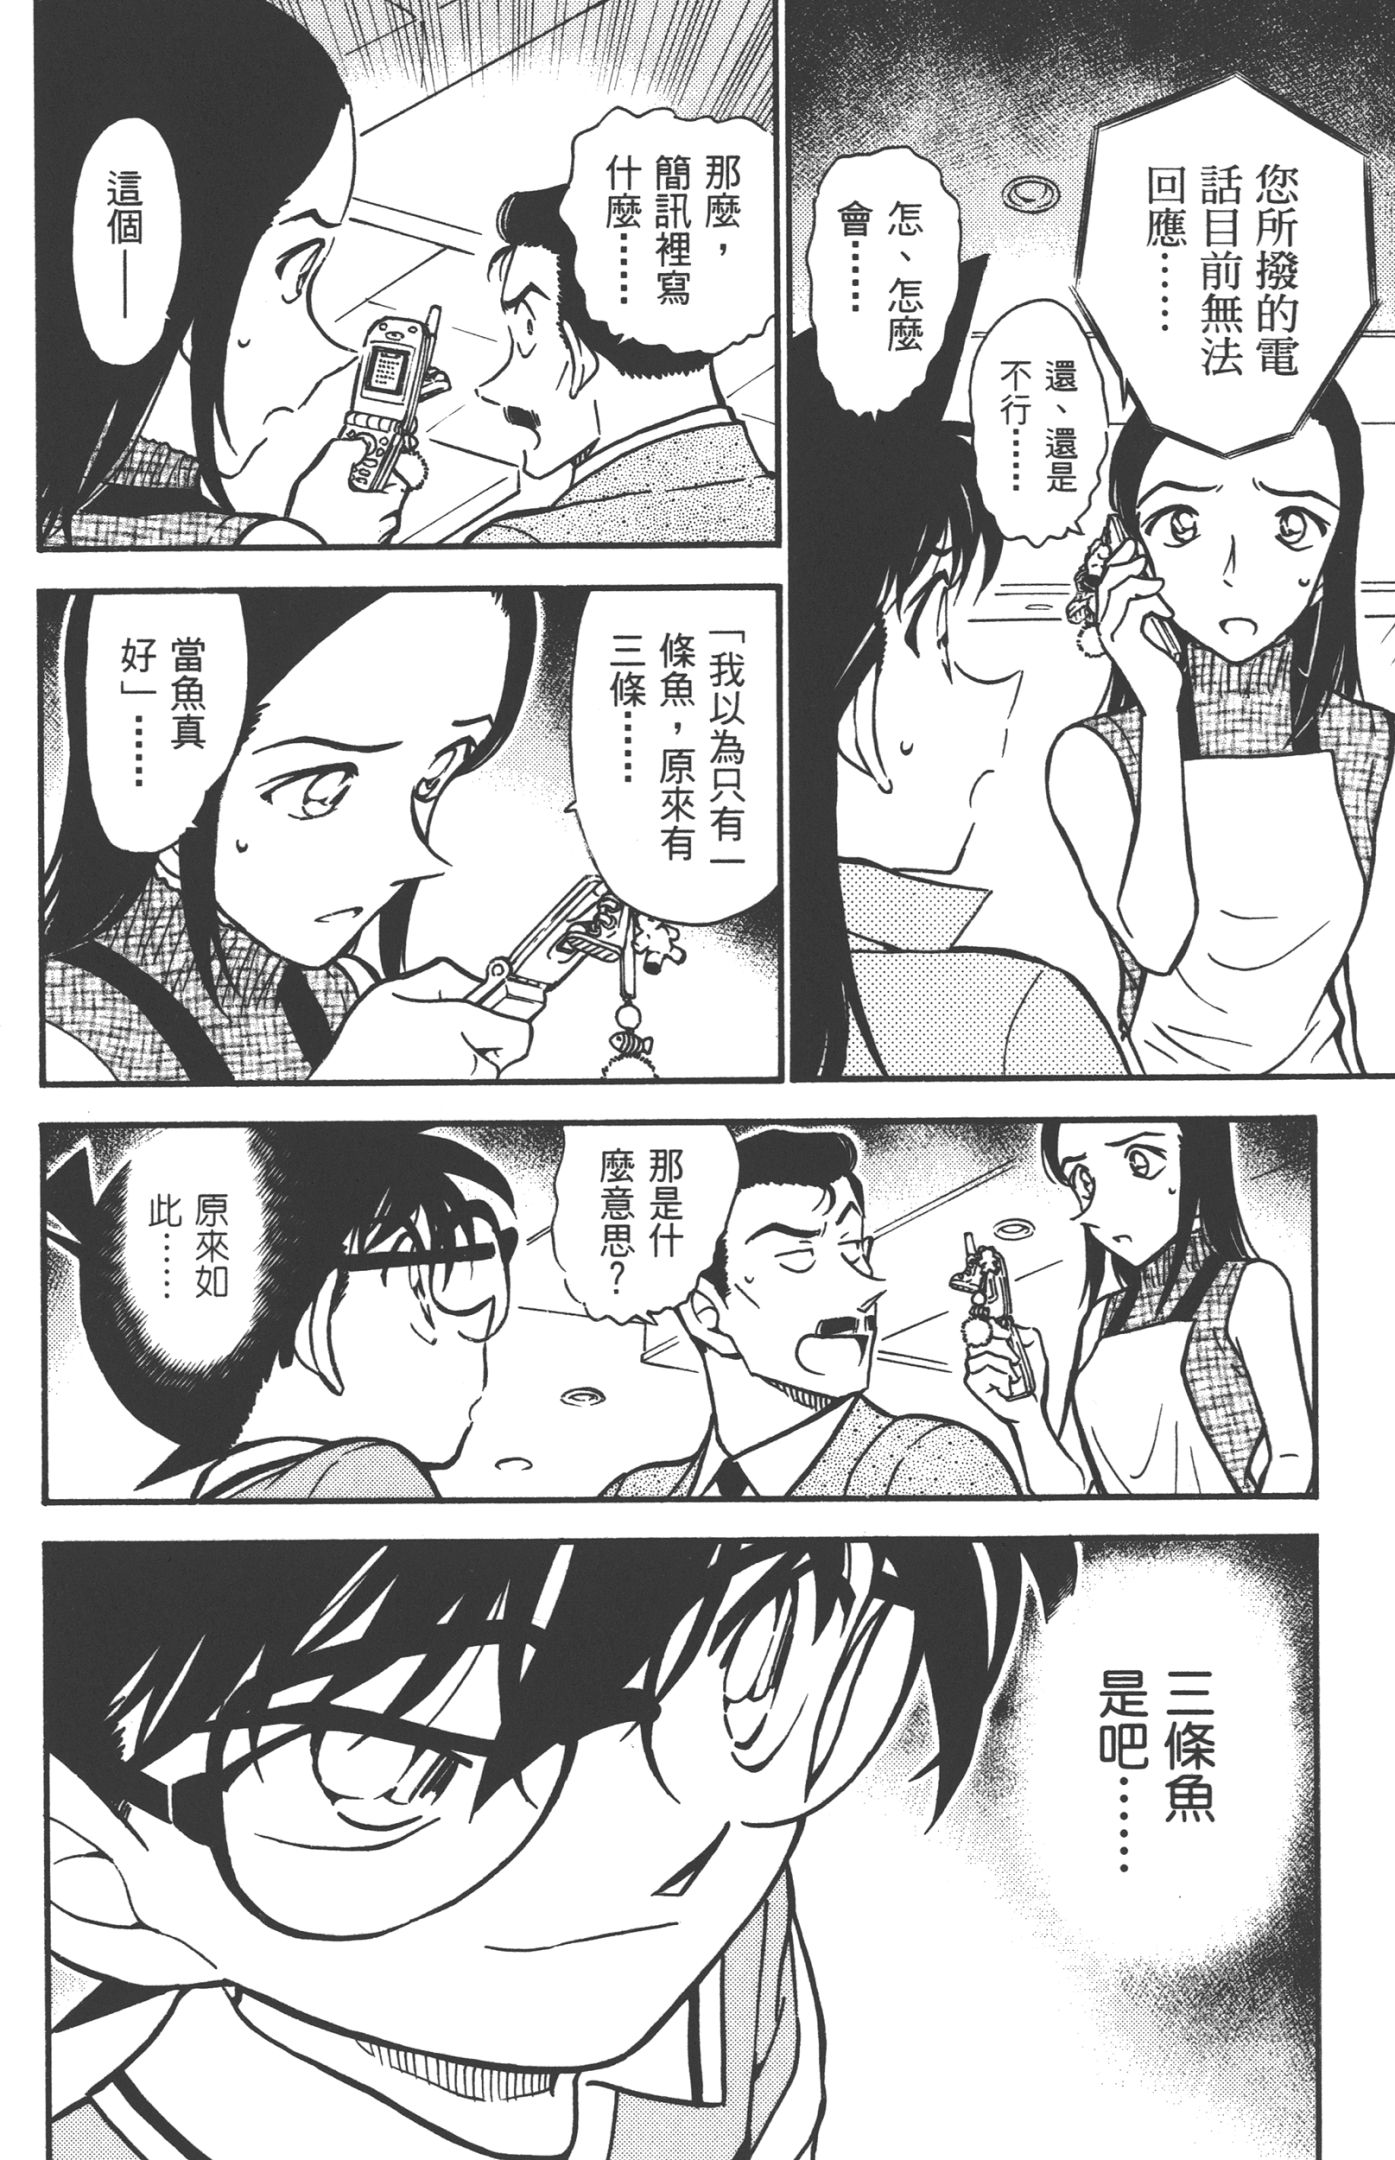 您所撥的電
話目前無法
回應……
還、還是
不行……
怎、怎麼
會……
那麼，
簡訊裡寫
什麼……
這個——
「我以為只有一
條魚，原來有
三條……
當魚真
好」……
那是什
麼意思？
原來如
此……
三條魚
是吧……